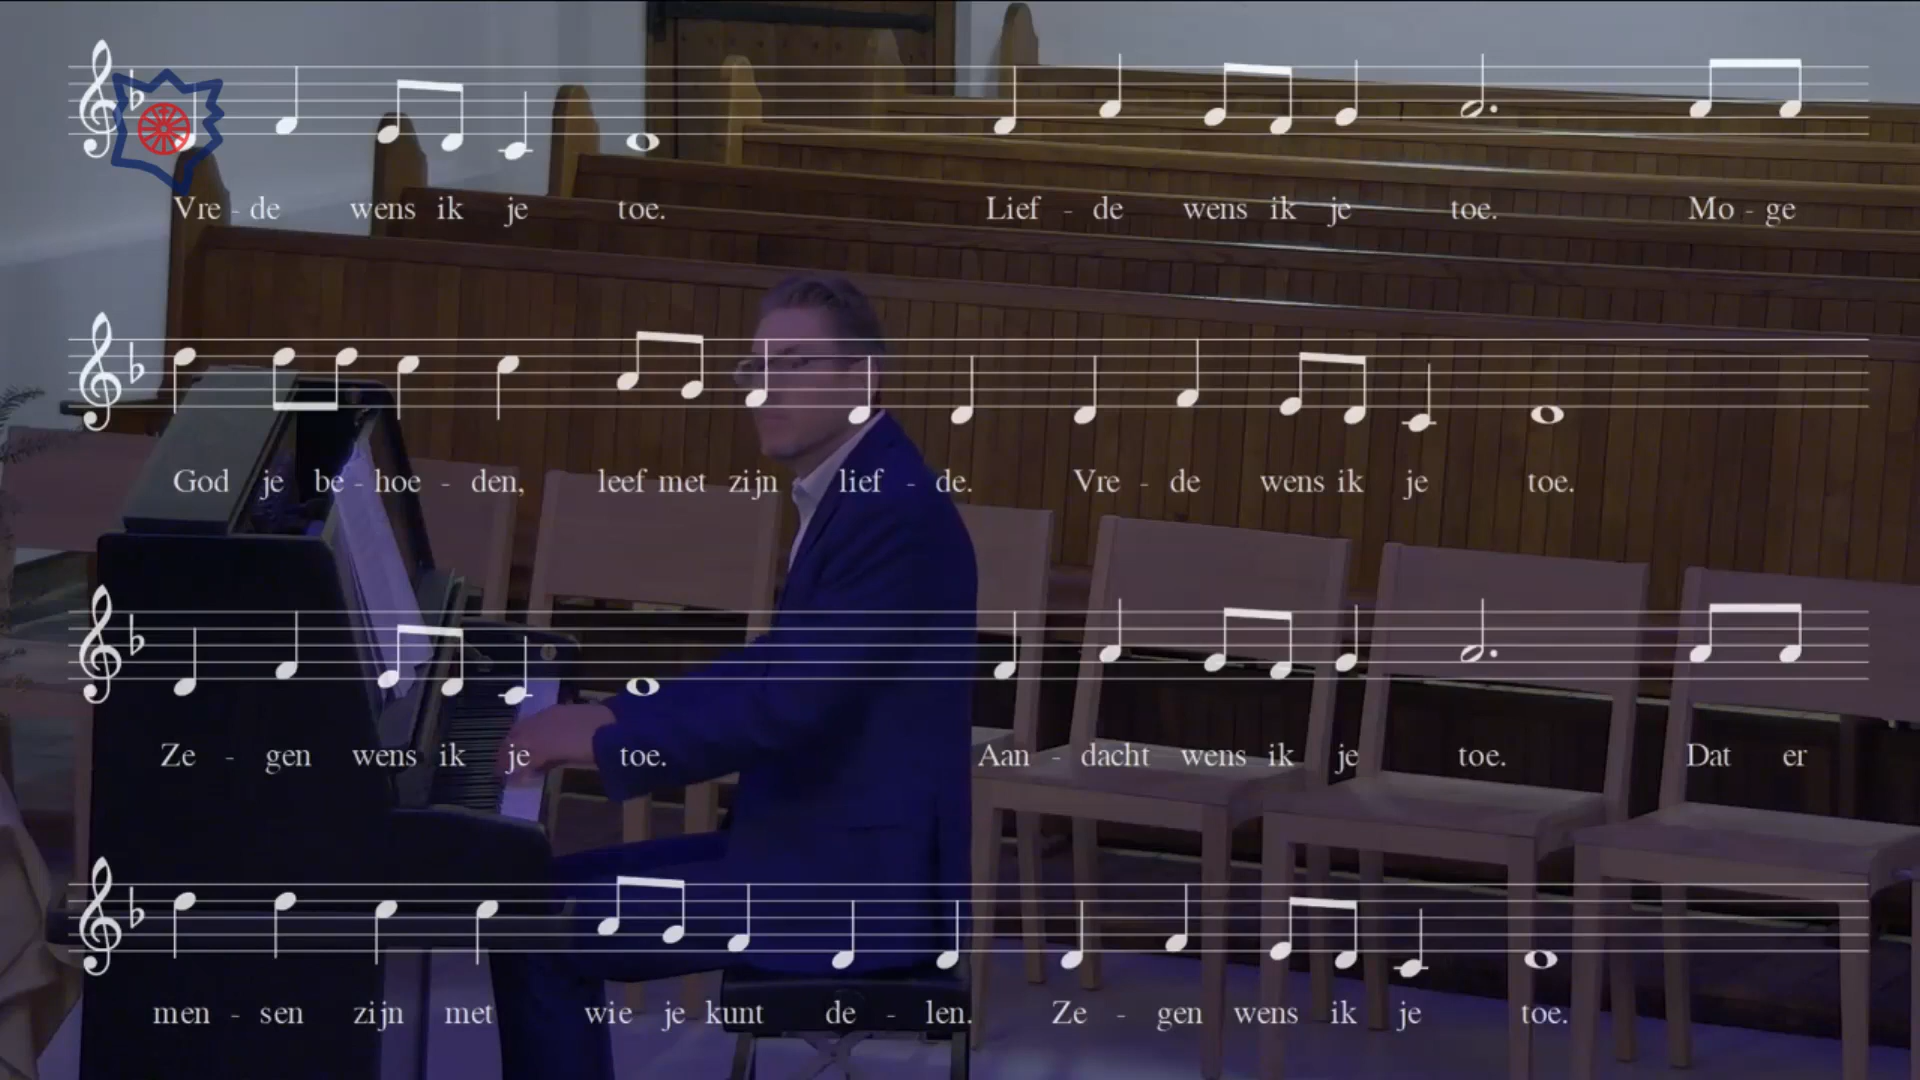 Vre - de wens ik je toe. Lief - de wens ik je toe. Mo - ge
God je be - hoe - den, leef met zijn lief - de. Vre - de wens ik je toe.
Ze - gen wens ik je toe. Aan - dacht wens ik je toe. Dat er
men - sen zijn met wie je kunt de - len. Ze - gen wens ik je toe.